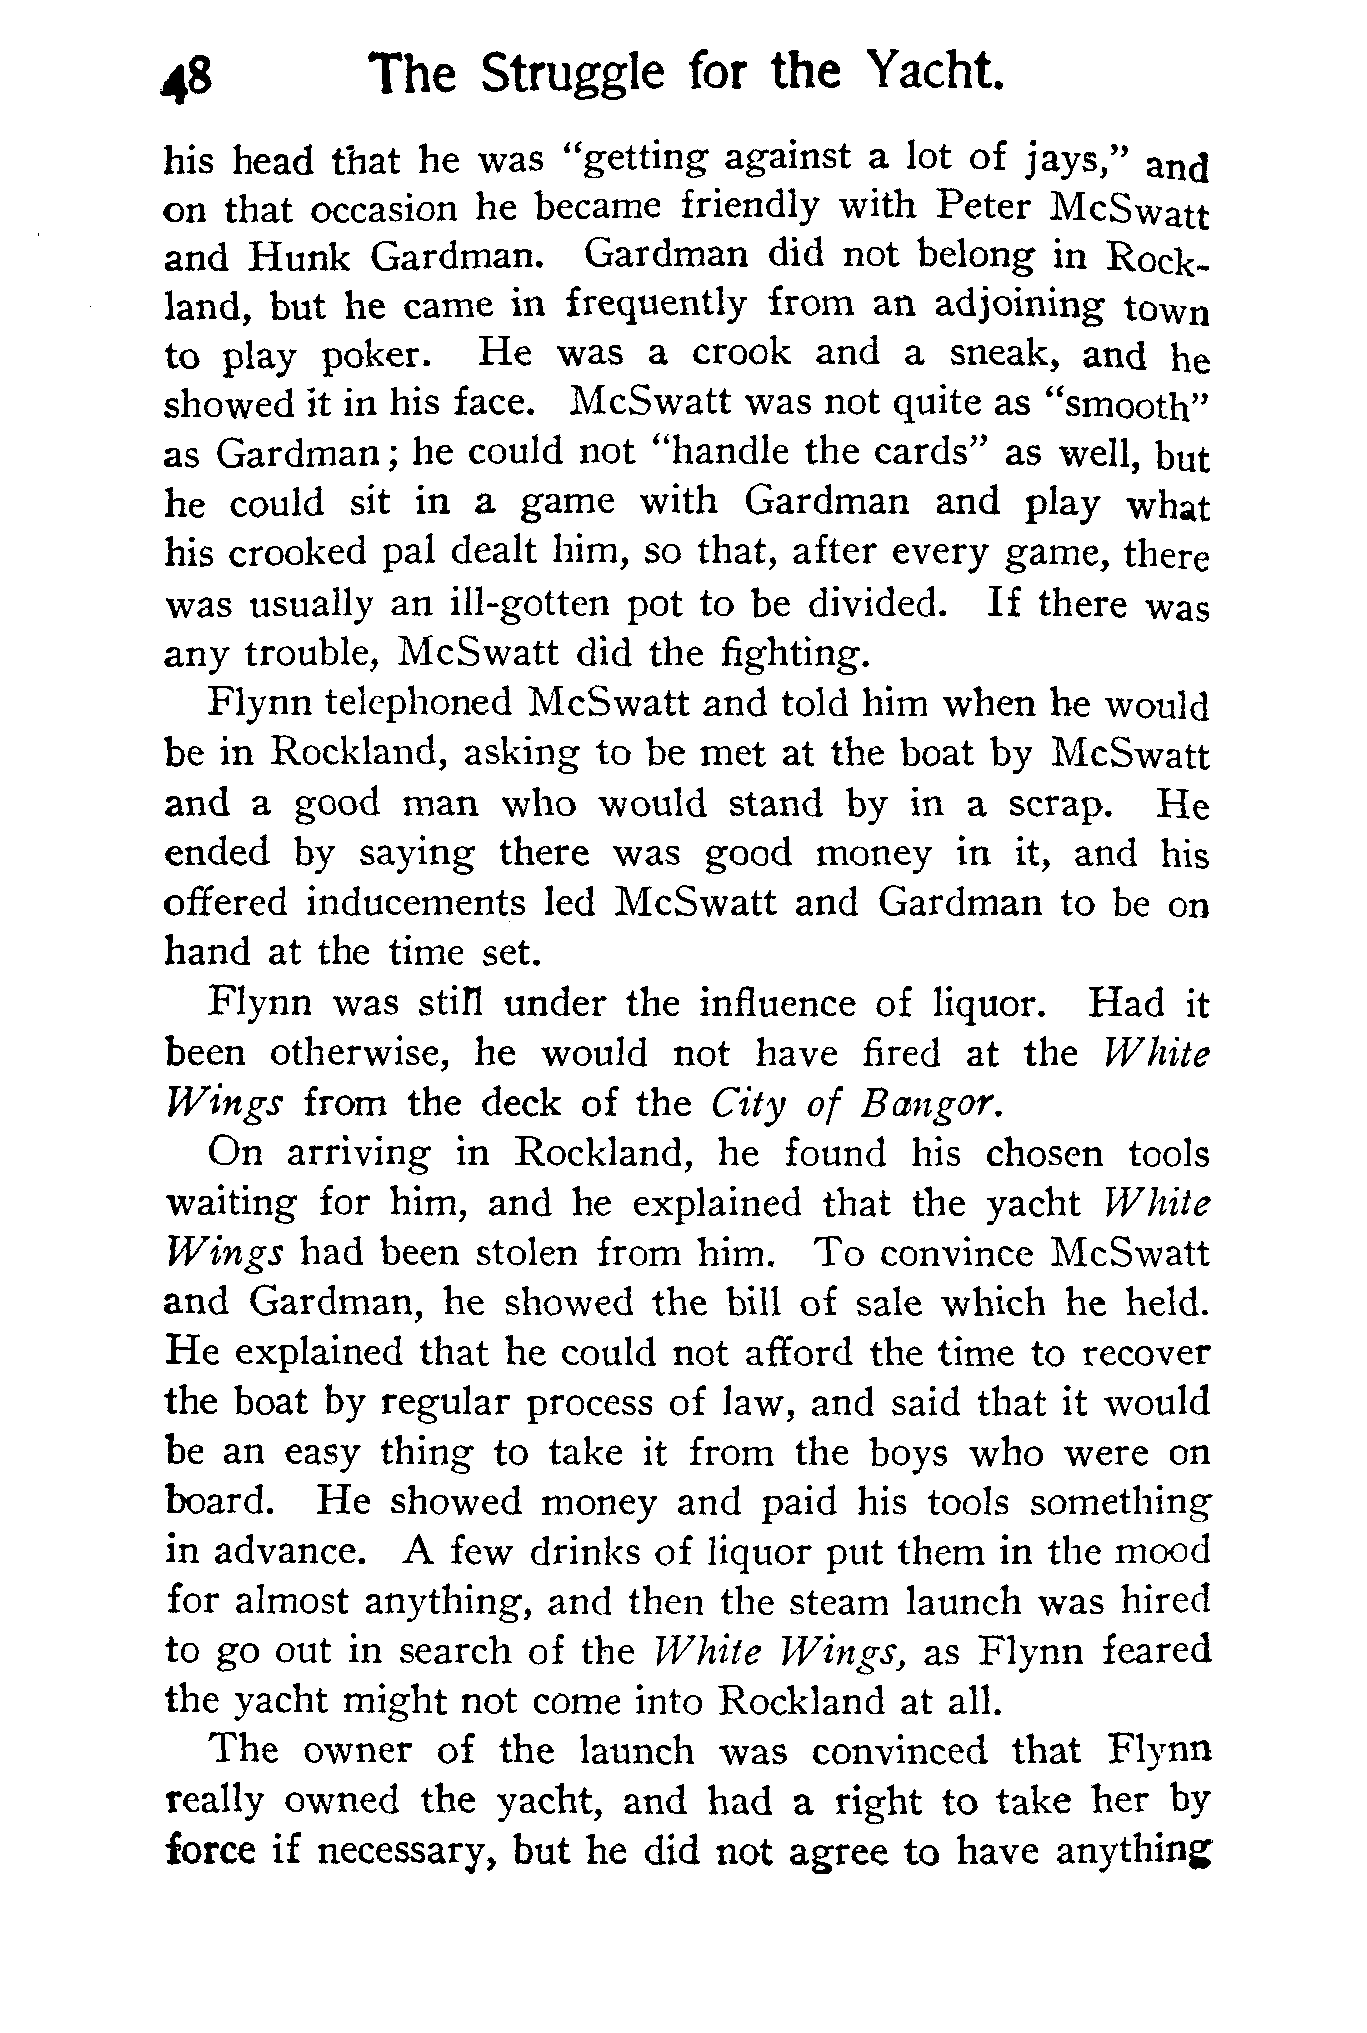 48 The Struggle for the Yacht.
his head that he was “getting against a lot of jays,” and
on that occasion he became friendly with Peter McSwatt
and Hunk Gardman. Gardman did not belong in Rock-
land, but he came in frequently from an adjoining town
to play poker. He was a crook and a sneak, and he
showed it in his face. McSwatt was not quite as “smooth”
as Gardman; he could not “handle the cards” as well, but
he could sit in a game with Gardman and play what
his crooked pal dealt him, so that, after every game, there
was usually an ill-gotten pot to be divided. If there was
any trouble, McSwatt did the fighting.
Flynn telephoned McSwatt and told him when he would
be in Rockland, asking to be met at the boat by McSwatt
and a good man who would stand by in a scrap. He
ended by saying there was good money in it, and his
offered inducements led McSwatt and Gardman to be on
hand at the time set.
Flynn was still under the influence of liquor. Had it
been otherwise, he would not have fired at the White
Wings from the deck of the City of Bangor.
On arriving in Rockland, he found his chosen tools
waiting for him, and he explained that the yacht White
Wings had been stolen from him. To convince McSwatt
and Gardman, he showed the bill of sale which he held.
He explained that he could not afford the time to recover
the boat by regular process of law, and said that it would
be an easy thing to take it from the boys who were on
board. He showed money and paid his tools something
in advance. A few drinks of liquor put them in the mood
for almost anything, and then the steam launch was hired
to go out in search of the White Wings, as Flynn feared
the yacht might not come into Rockland at all.
The owner of the launch was convinced that Flynn
really owned the yacht, and had a right to take her by
force if necessary, but he did not agree to have anything